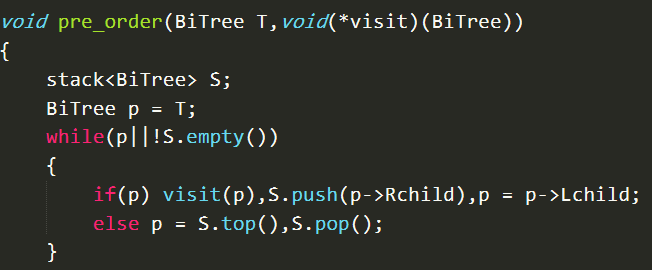 void pre_order(BiTree T,void(*visit)(BiTree))
{
    stack<BiTree> S;
    BiTree p = T;
    while(p||!S.empty())
    {
        if(p) visit(p),S.push(p->Rchild),p = p->Lchild;
        else p = S.top(),S.pop();
    }